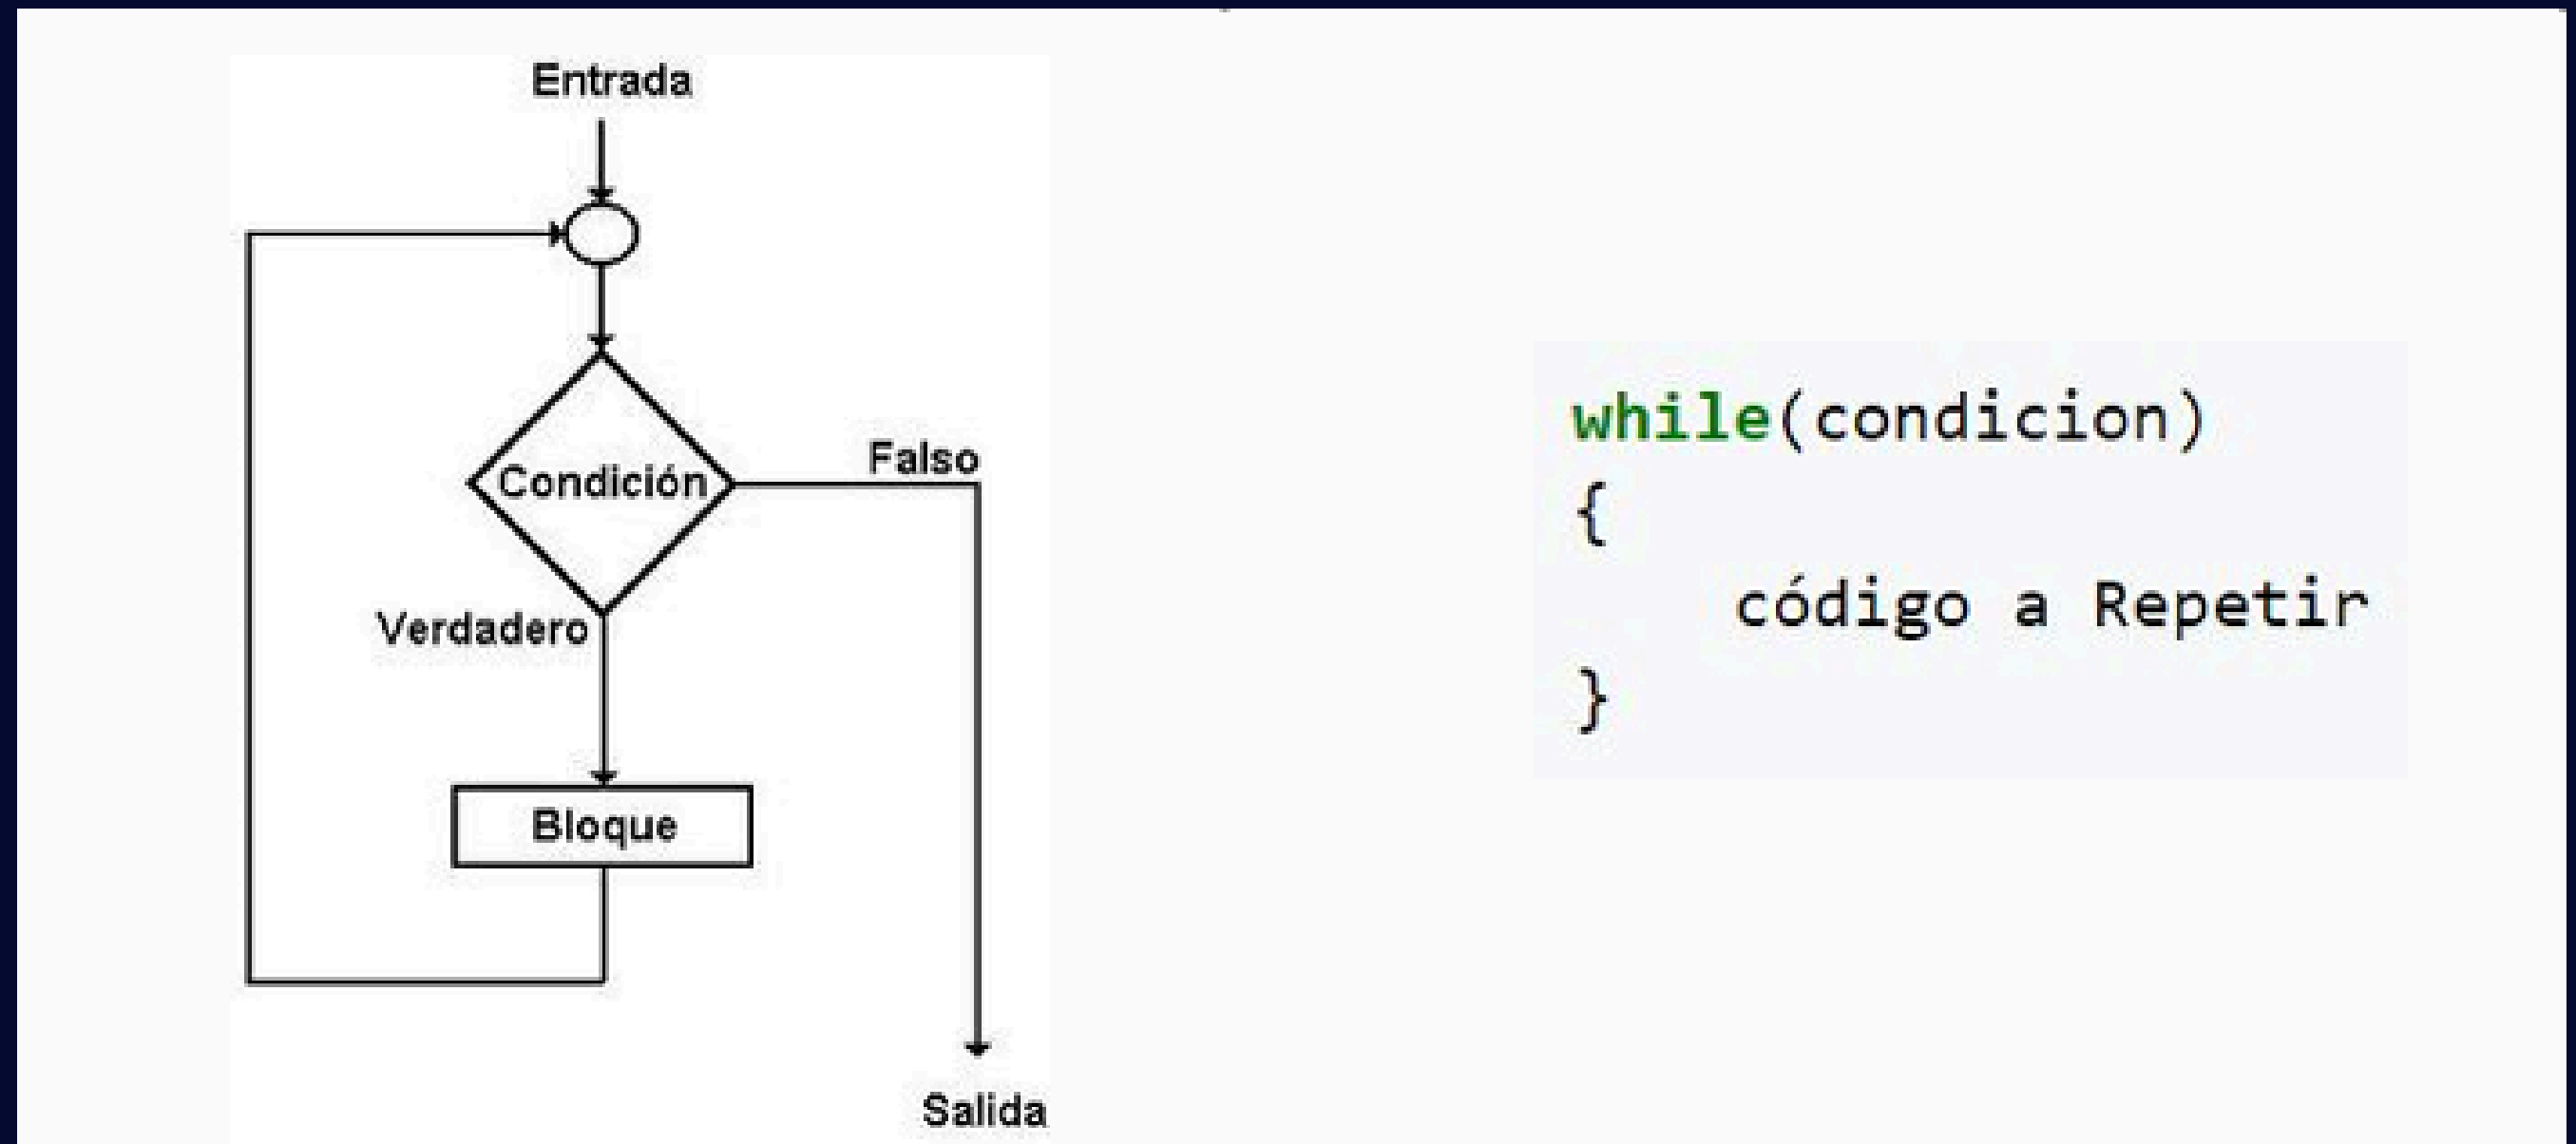 Entrada
Condición
Falso
Verdadero
Bloque
Salida
while(condicion)
{
código a Repetir
}